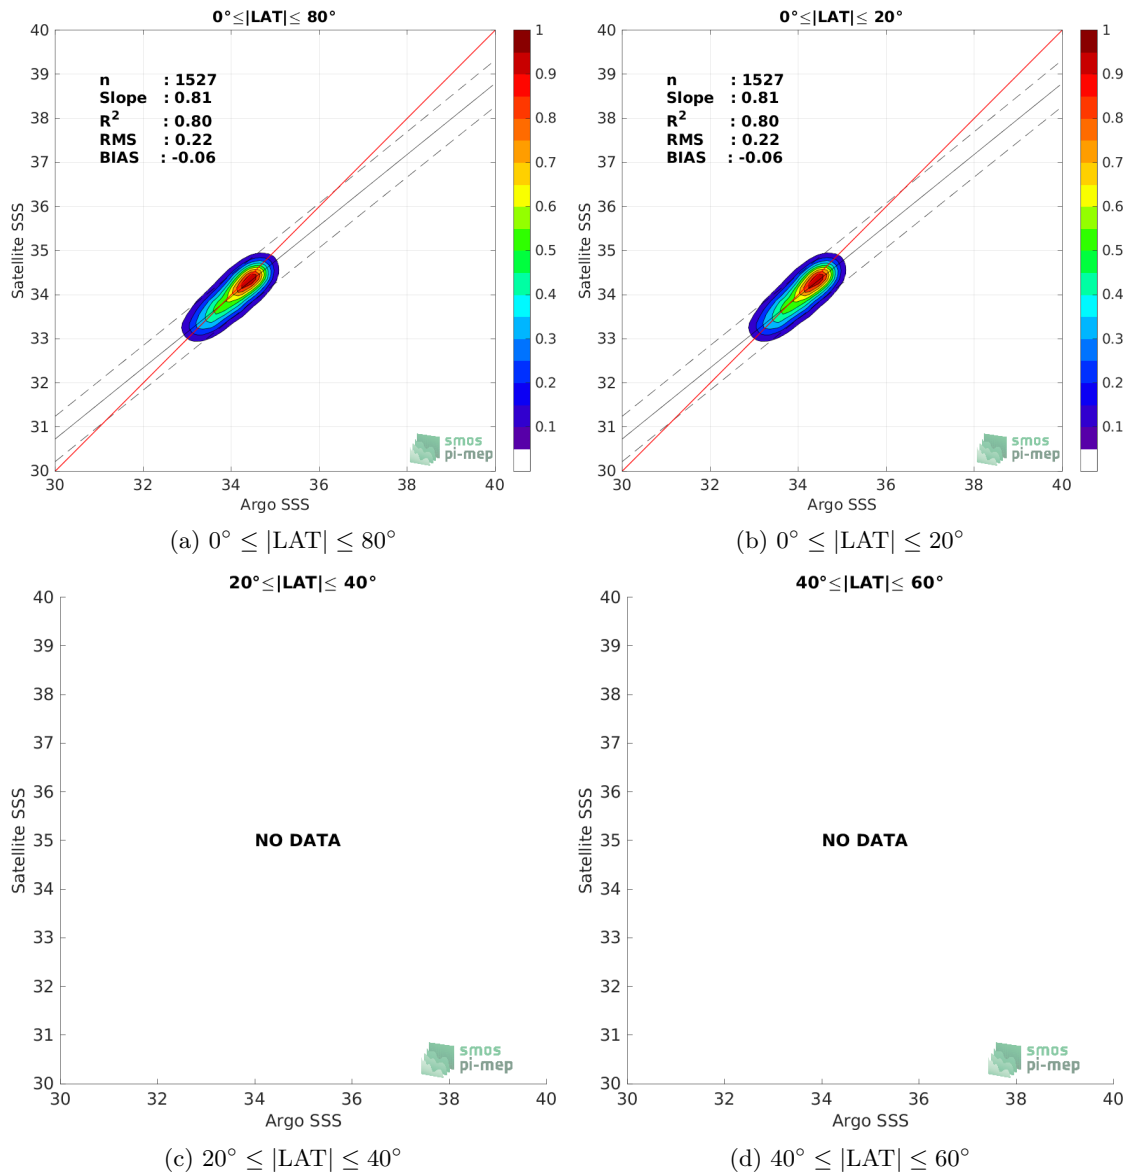 0°≤|LAT|≤ 80°
40
39
38
37
36
35
34
33
32
31
30
30 32 34 36 38 40
Satellite SSS
Argo SSS
n : 1527
Slope : 0.81
R² : 0.80
RMS : 0.22
BIAS : -0.06
1
0.9
0.8
0.7
0.6
0.5
0.4
0.3
0.2
0.1
smos
pi-mep
(a) 0° ≤ |LAT| ≤ 80°
0°≤|LAT|≤ 20°
40
39
38
37
36
35
34
33
32
31
30
30 32 34 36 38 40
Satellite SSS
Argo SSS
n : 1527
Slope : 0.81
R² : 0.80
RMS : 0.22
BIAS : -0.06
1
0.9
0.8
0.7
0.6
0.5
0.4
0.3
0.2
0.1
smos
pi-mep
(b) 0° ≤ |LAT| ≤ 20°
20°≤|LAT|≤ 40°
40
39
38
37
36
35
34
33
32
31
30
30 32 34 36 38 40
Satellite SSS
Argo SSS
NO DATA
smos
pi-mep
(c) 20° ≤ |LAT| ≤ 40°
40°≤|LAT|≤ 60°
40
39
38
37
36
35
34
33
32
31
30
30 32 34 36 38 40
Satellite SSS
Argo SSS
NO DATA
smos
pi-mep
(d) 40° ≤ |LAT| ≤ 60°